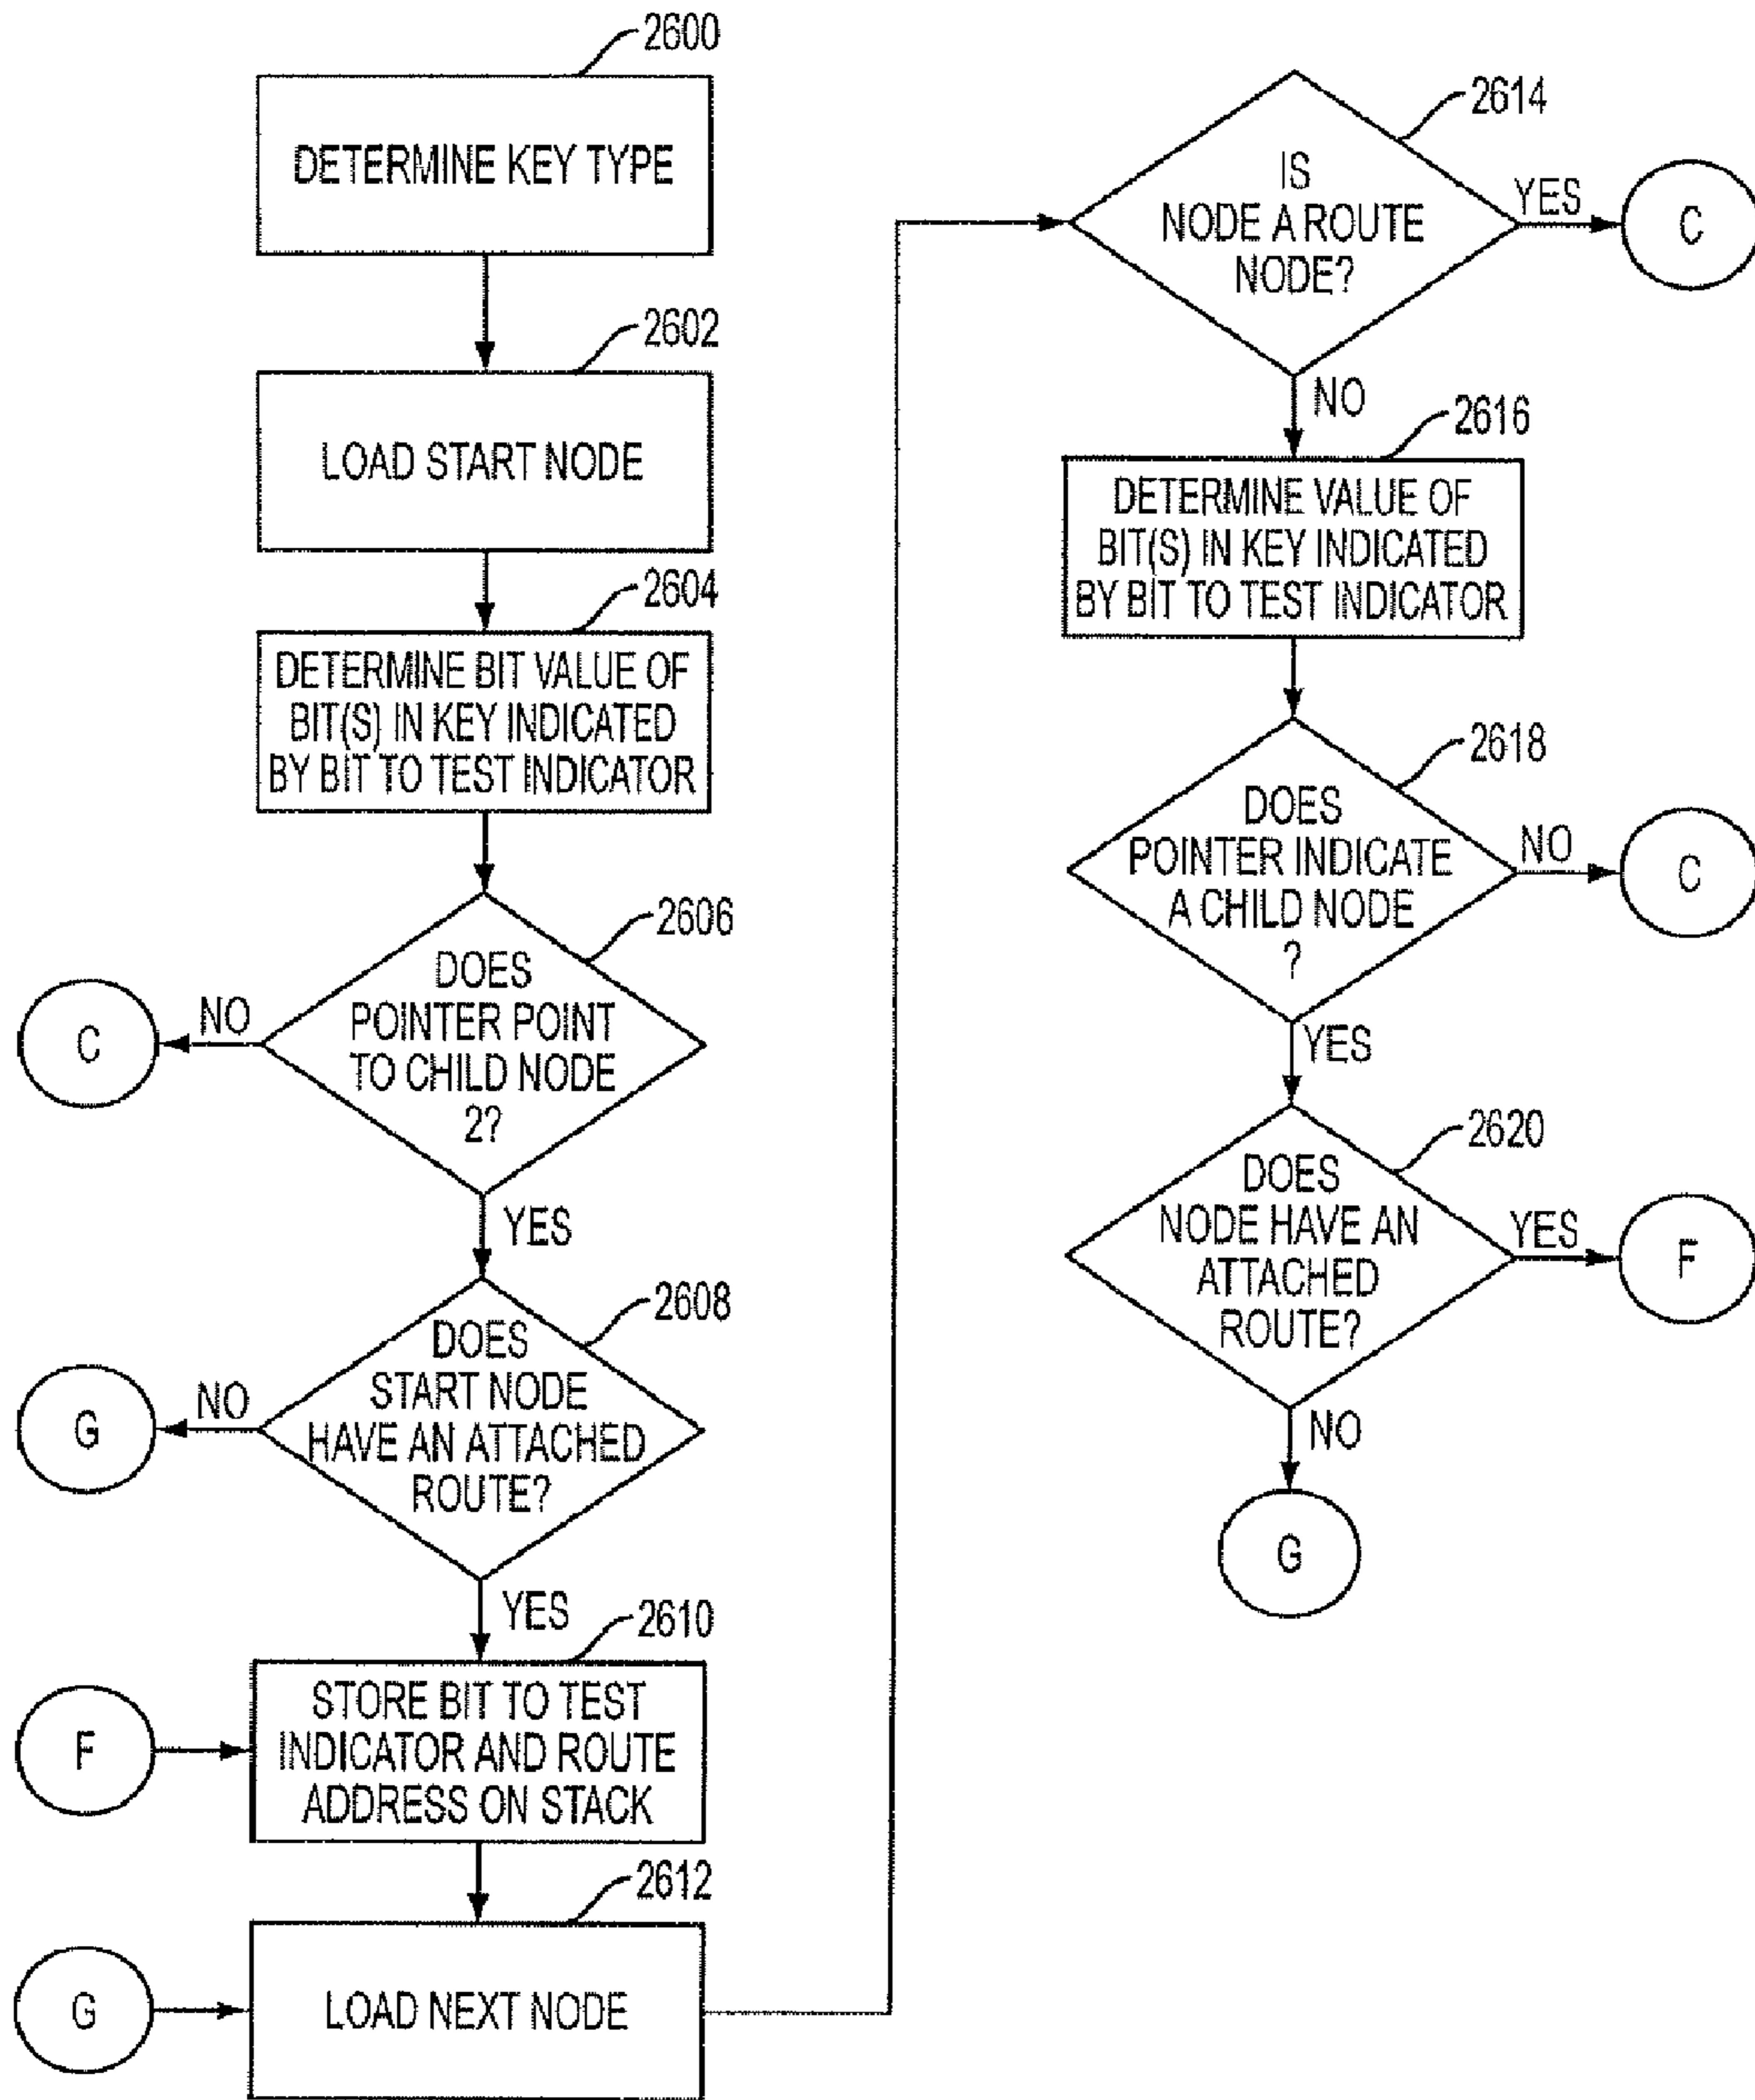 2600
DETERMINE KEY TYPE
2602
LOAD START NODE
2604
DETERMINE BIT VALUE OF
BIT(S) IN KEY INDICATED
BY BIT TO TEST INDICATOR
2606
DOES
POINTER POINT
TO CHILD NODE
2?
NO
C
YES
2608
DOES
START NODE
HAVE AN ATTACHED
ROUTE?
NO
G
YES
2610
F
STORE BIT TO TEST
INDICATOR AND ROUTE
ADDRESS ON STACK
2612
G
LOAD NEXT NODE
2614
IS
NODE A ROUTE
NODE?
YES
C
NO
2616
DETERMINE VALUE OF
BIT(S) IN KEY INDICATED
BY BIT TO TEST INDICATOR
2618
DOES
POINTER INDICATE
A CHILD NODE
?
NO
C
YES
2620
DOES
NODE HAVE AN
ATTACHED
ROUTE?
YES
F
NO
G